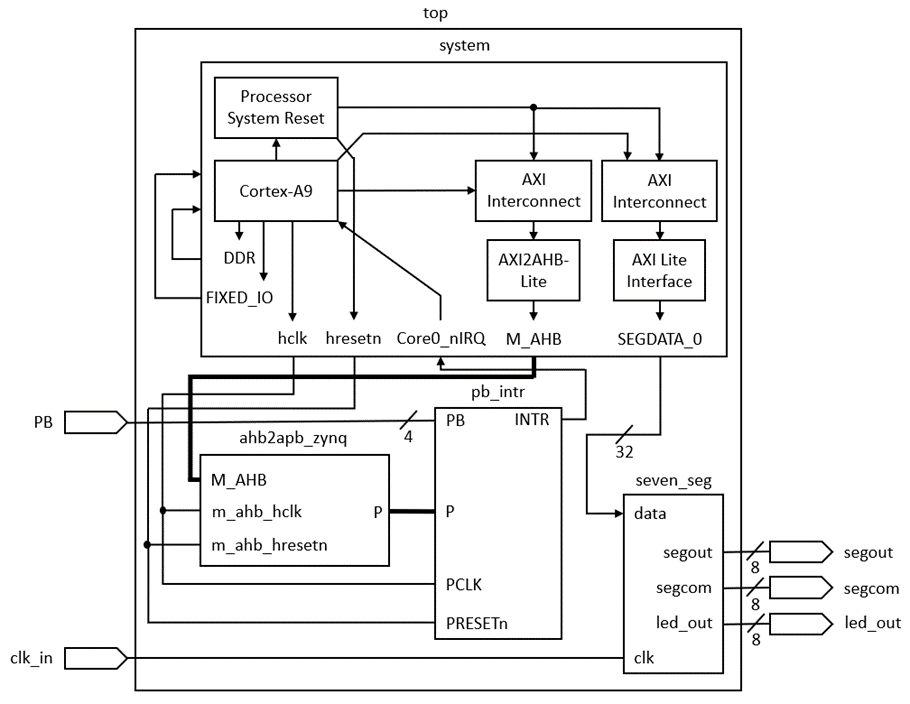 top
system
Processor
System Reset
Cortex-A9
AXI
Interconnect
AXI
Interconnect
DDR
AXI2AHB-
Lite
AXI Lite
Interface
FIXED_IO
hclk
hresetn
Core0_nIRQ
M_AHB
SEGDATA_0
pb_intr
PB
4
PB
INTR
ahb2apb_zynq
32
M_AHB
seven_seg
m_ahb_hclk
P
P
data
m_ahb_hresetn
segout
8
segout
PCLK
segcom
8
segcom
PRESETn
led_out
8
led_out
clk_in
clk